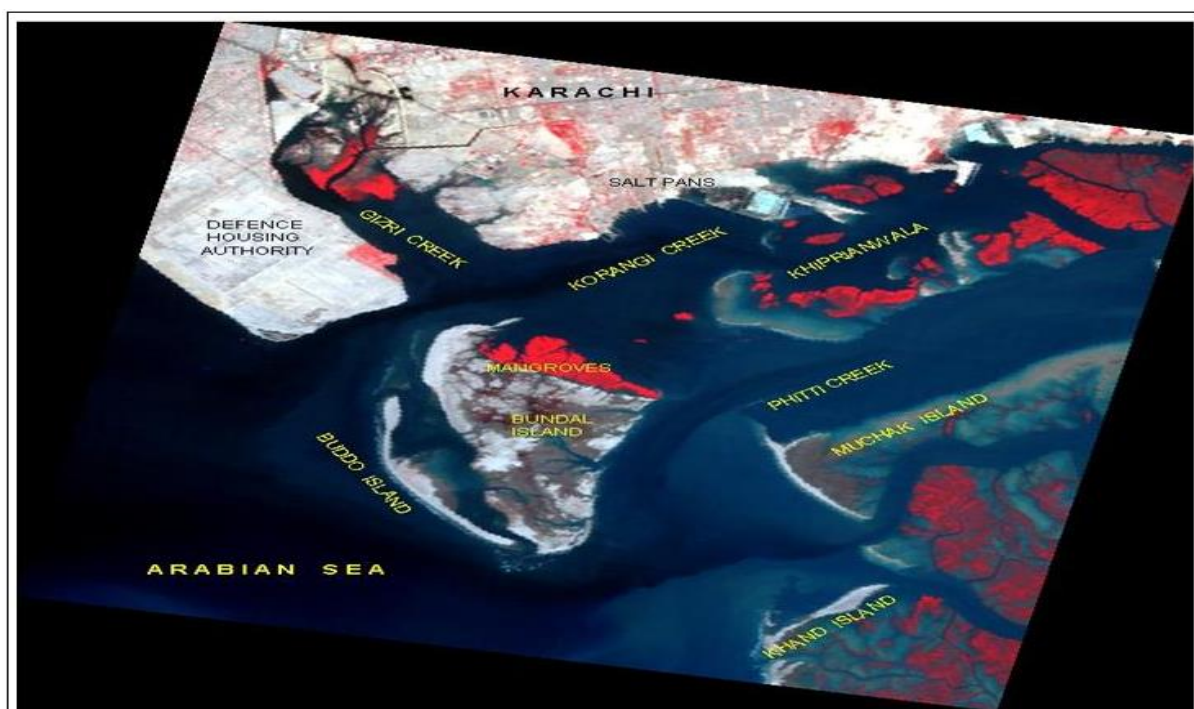 KARACHI
SALT PANS
DEFENCE
HOUSING
AUTHORITY
GIZRI CREEK
KORANGI CREEK
KHIPRIANWALA
MANGROVES
PHITTI CREEK
BUNDAL
ISLAND
MUCHAK ISLAND
BUDDO ISLAND
ARABIAN SEA
KHAND ISLAND